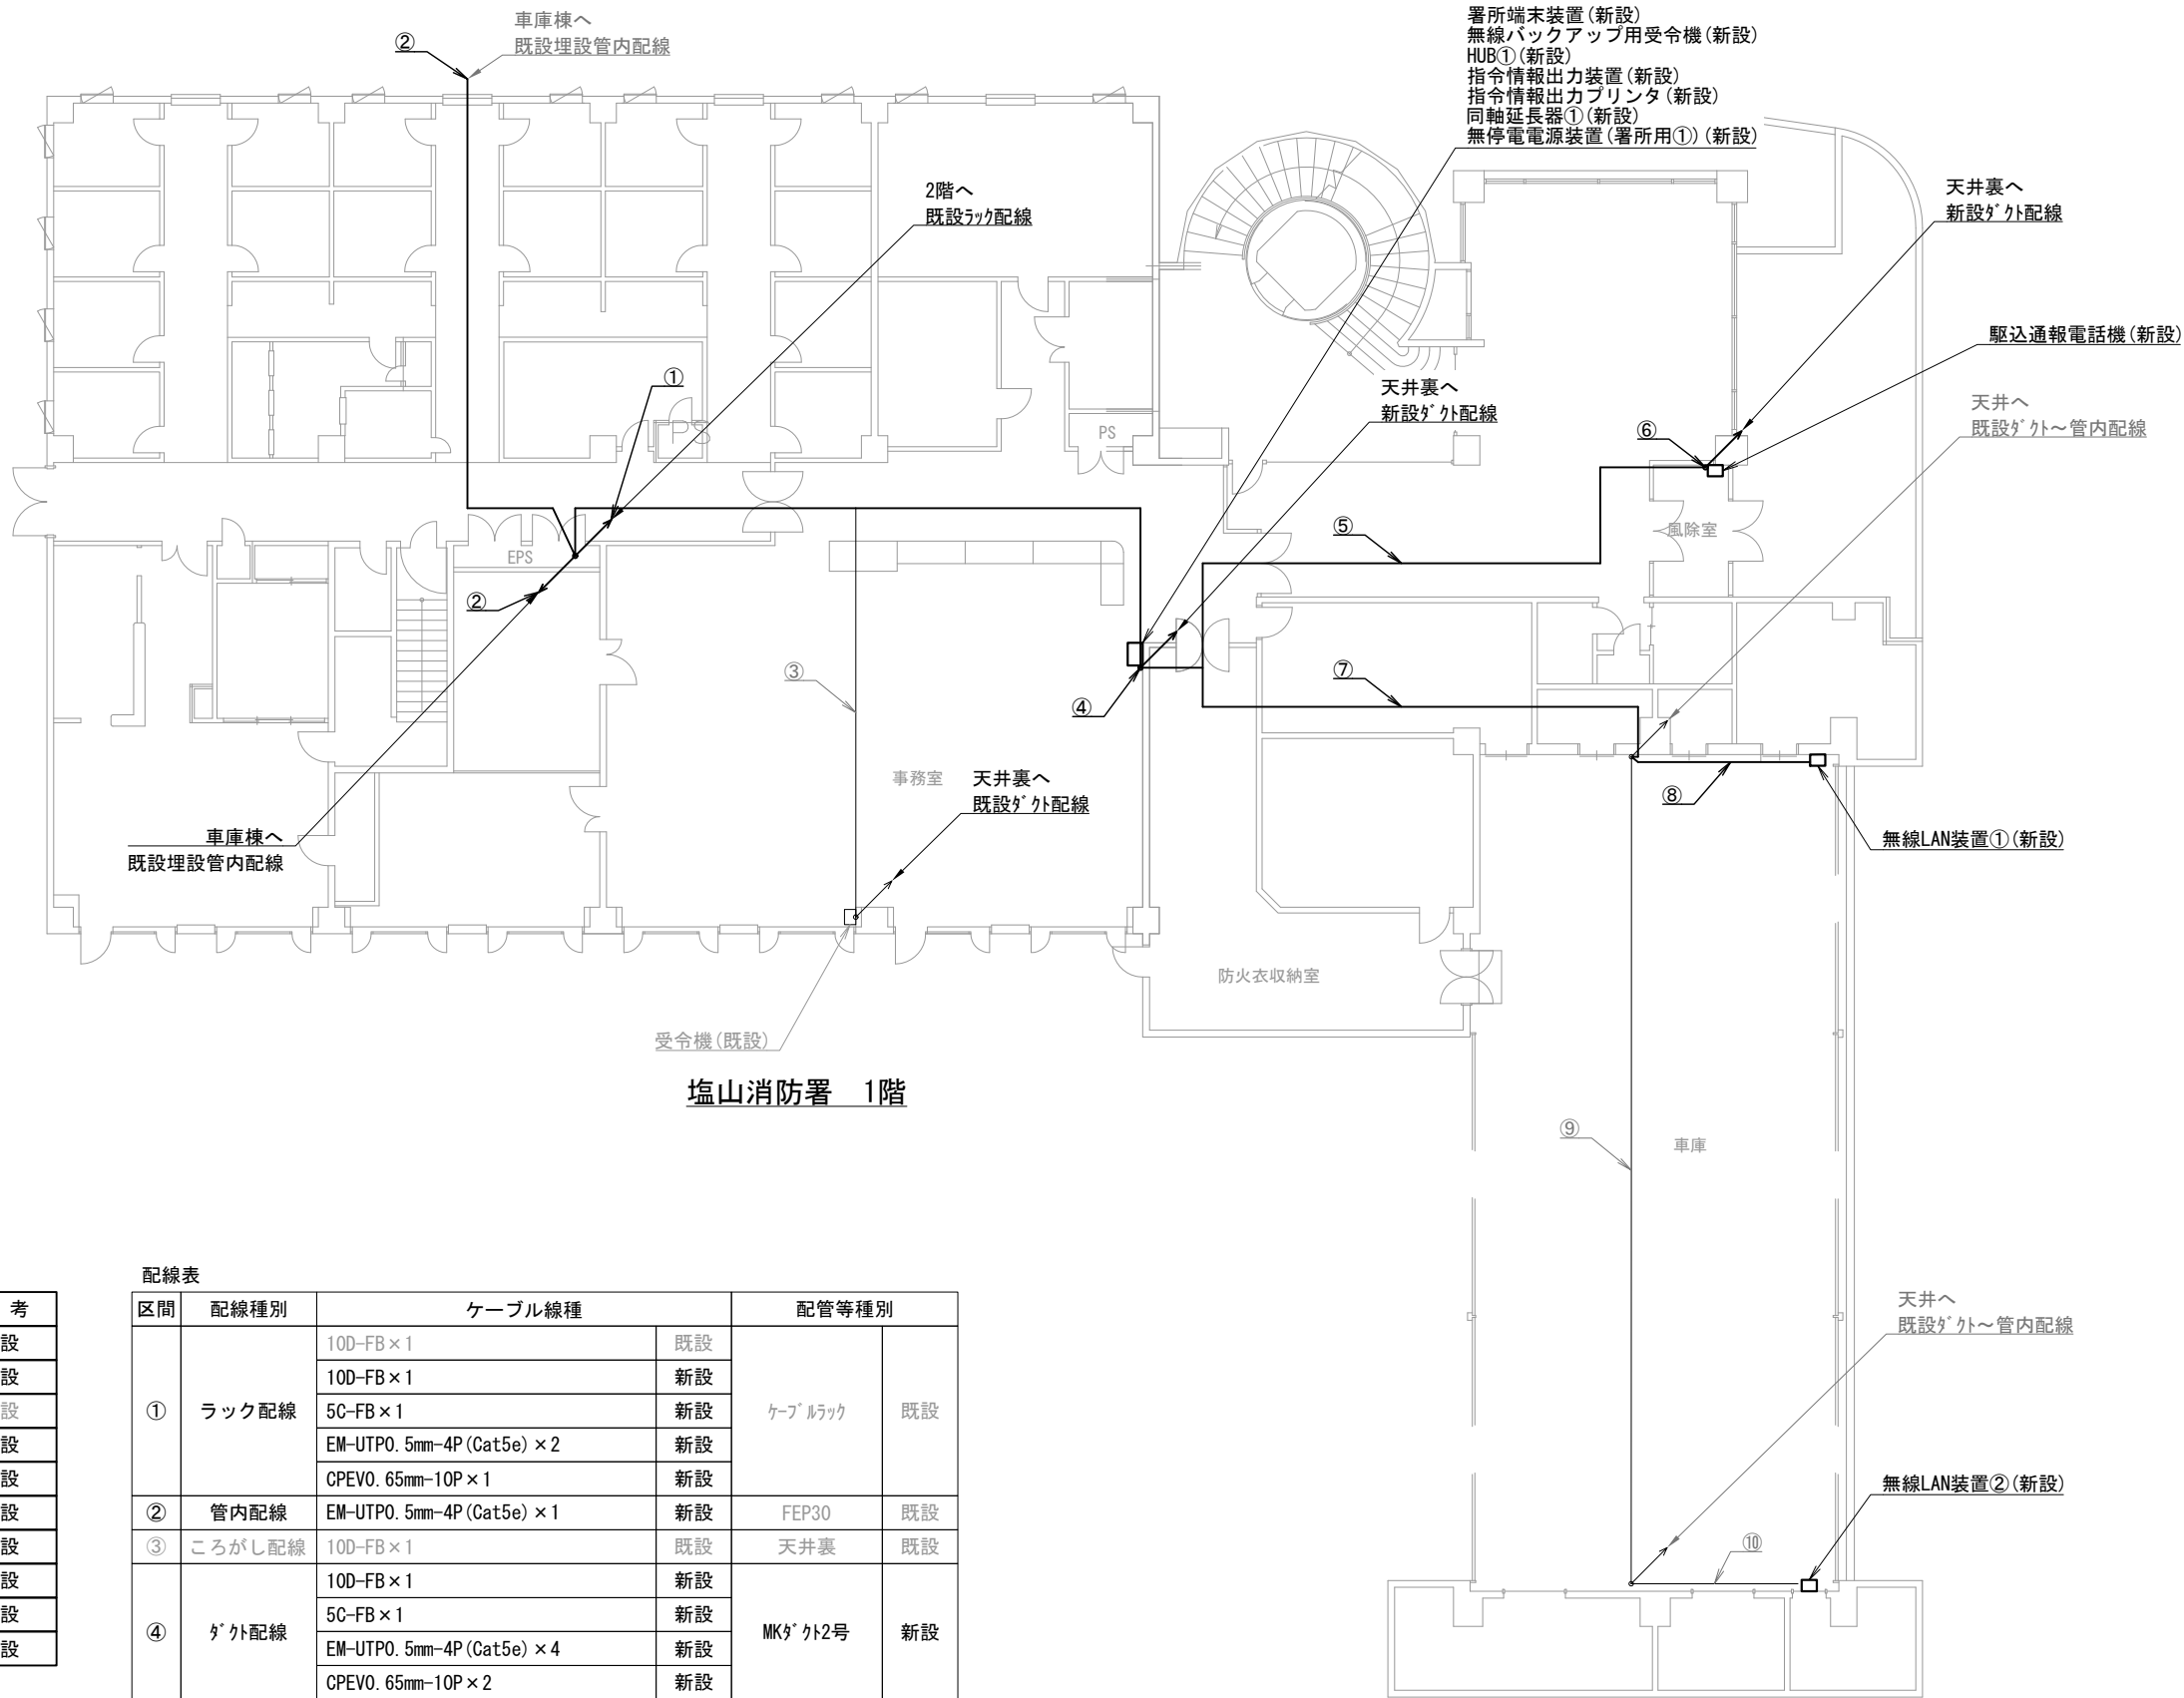 車庫棟へ
既設埋設管内配線
②
署所端末装置(新設)
無線バックアップ用受令機(新設)
HUB①(新設)
指令情報出力装置(新設)
指令情報出力プリンタ(新設)
同軸延長器①(新設)
無停電電源装置(署所用①)(新設)
2階へ
既設ラック配線
天井裏へ
新設ダクト配線
駆込通報電話機(新設)
①
天井裏へ
新設ダクト配線
天井へ
既設ダクト～管内配線
PS
PS
⑥
⑤
風除室
EPS
②
③
④
⑦
事務室
天井裏へ
既設ダクト配線
⑧
車庫棟へ
既設埋設管内配線
無線LAN装置①(新設)
防火衣収納室
受令機(既設)
塩山消防署　1階
⑨
車庫
天井へ
既設ダクト～管内配線
無線LAN装置②(新設)
⑩
考
設
設
設
設
設
設
設
設
設
設
配線表
区間 配線種別 ケーブル線種 配管等種別
① ラック配線 10D-FB×1 既設 ケーブルラック 既設
10D-FB×1 新設
5C-FB×1 新設
EM-UTP0.5mm-4P(Cat5e)×2 新設
CPEV0.65mm-10P×1 新設
② 管内配線 EM-UTP0.5mm-4P(Cat5e)×1 新設 FEP30 既設
③ ころがし配線 10D-FB×1 既設 天井裏 既設
④ ダクト配線 10D-FB×1 新設 MKダクト2号 新設
5C-FB×1 新設
EM-UTP0.5mm-4P(Cat5e)×4 新設
CPEV0.65mm-10P×2 新設